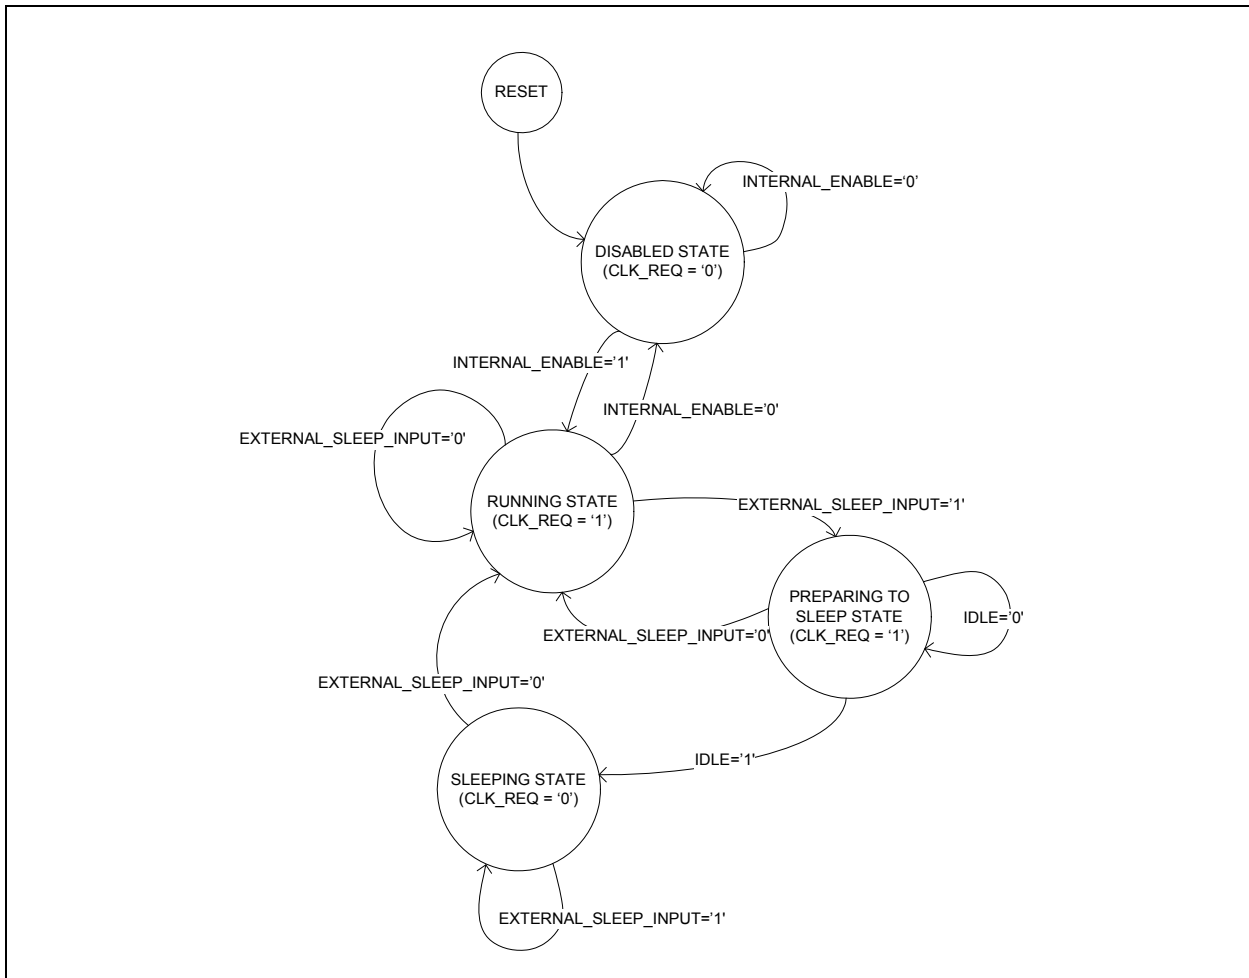 RESET
INTERNAL_ENABLE=‘0’
DISABLED STATE
(CLK_REQ = ‘0’)
INTERNAL_ENABLE=’1'
INTERNAL_ENABLE=’0'
EXTERNAL_SLEEP_INPUT=’0'
RUNNING STATE
(CLK_REQ = ‘1’)
EXTERNAL_SLEEP_INPUT=’1'
PREPARING TO
SLEEP STATE
(CLK_REQ = ‘1’)
IDLE=’0'
EXTERNAL_SLEEP_INPUT=’0'
EXTERNAL_SLEEP_INPUT=’0'
IDLE=’1'
SLEEPING STATE
(CLK_REQ = ‘0’)
EXTERNAL_SLEEP_INPUT=’1'